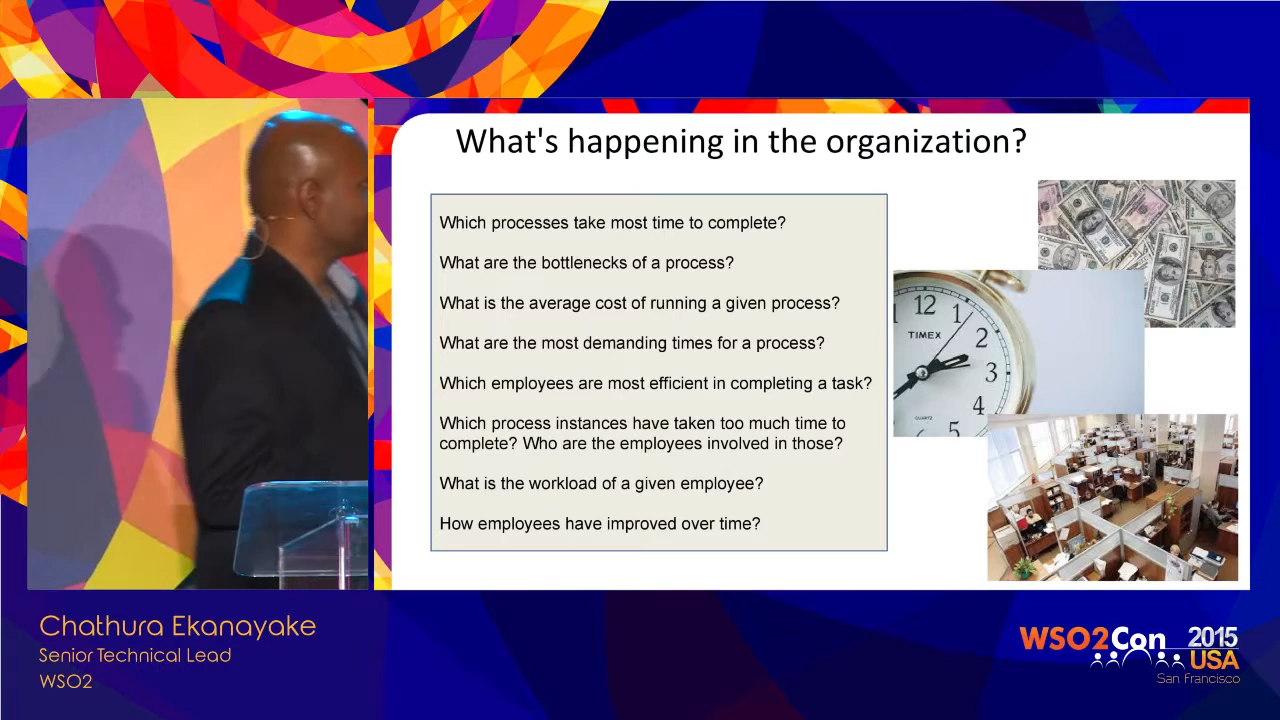 What's happening in the organization?
Which processes take most time to complete?
What are the bottlenecks of a process?
What is the average cost of running a given process?
What are the most demanding times for a process?
Which employees are most efficient in completing a task?
Which process instances have taken too much time to
complete? Who are the employees involved in those?
What is the workload of a given employee?
How employees have improved over time?
12
1
2
TIMEX
3
4
QUARTZ
5
Chathura Ekanayake
Senior Technical Lead
WSO2
WSO2Con 2015
USA
San Francisco